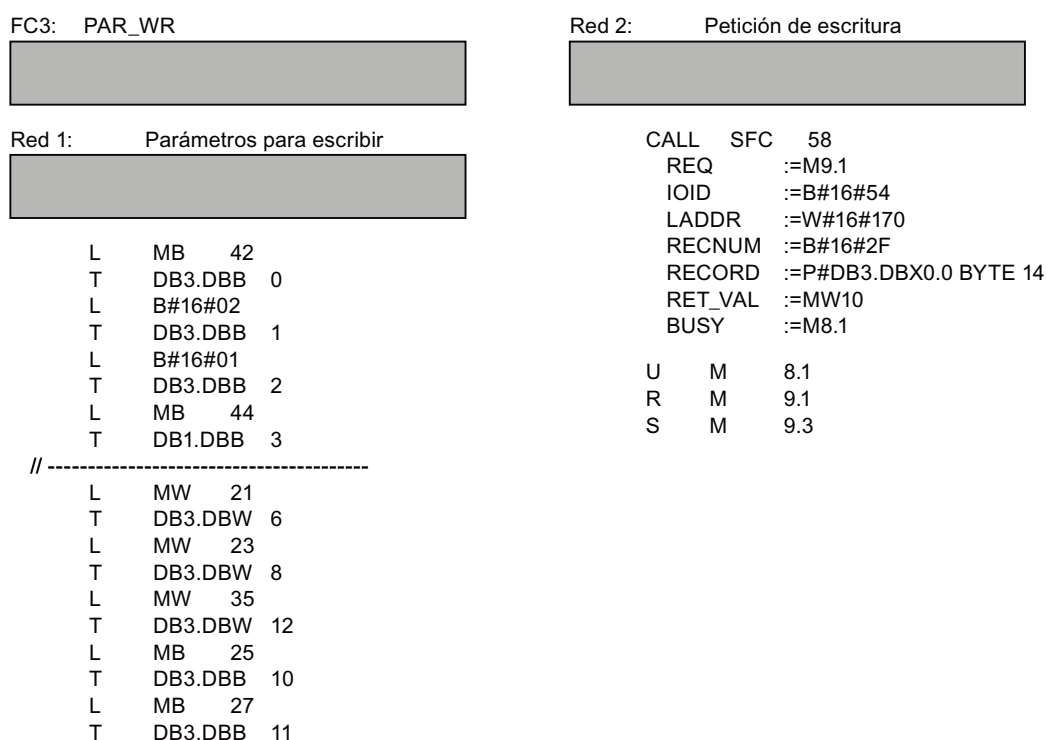 FC3: PAR_WR
Red 1: Parámetros para escribir
L MB 42
T DB3.DBB 0
L B#16#02
T DB3.DBB 1
L B#16#01
T DB3.DBB 2
L MB 44
T DB1.DBB 3
// ----------------------------------------
L MW 21
T DB3.DBW 6
L MW 23
T DB3.DBW 8
L MW 35
T DB3.DBW 12
L MB 25
T DB3.DBB 10
L MB 27
T DB3.DBB 11
Red 2: Petición de escritura
CALL SFC 58
REQ :=M9.1
IOID :=B#16#54
LADDR :=W#16#170
RECNUM :=B#16#2F
RECORD :=P#DB3.DBX0.0 BYTE 14
RET_VAL :=MW10
BUSY :=M8.1
U M 8.1
R M 9.1
S M 9.3